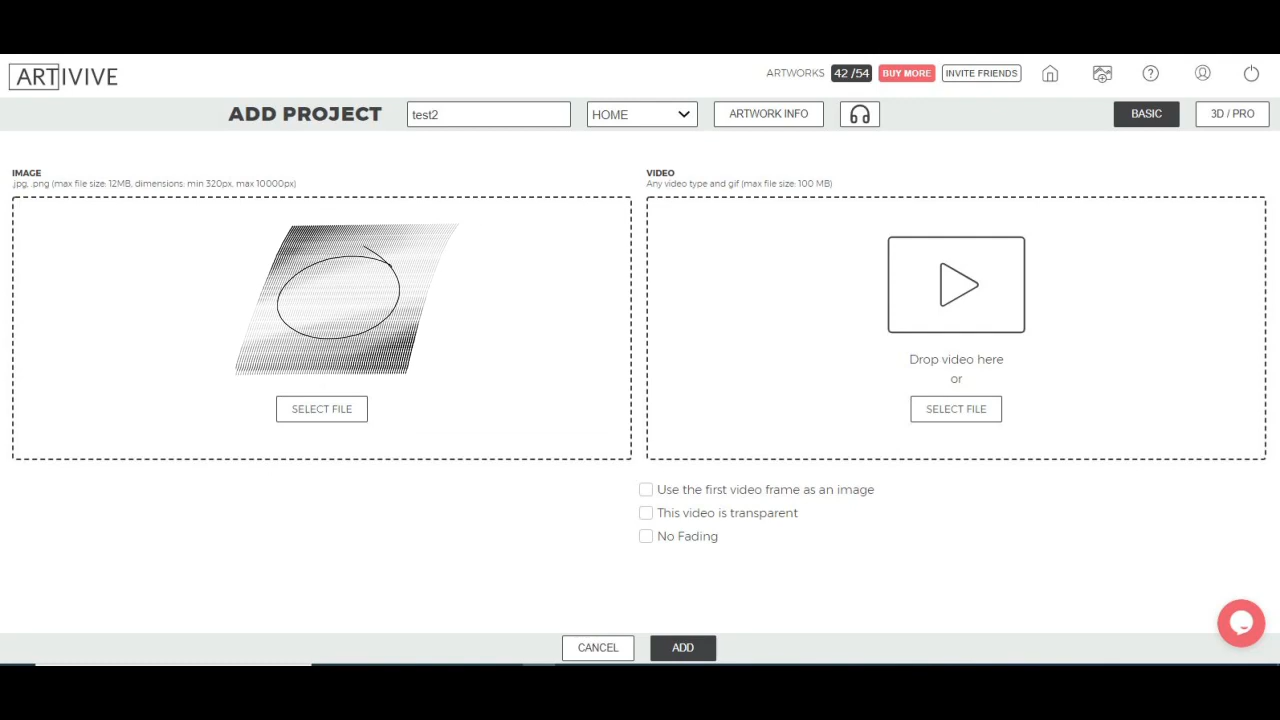 ARTIVIVE
ARTWORKS 42 /54 BUY MORE INVITE FRIENDS
ADD PROJECT test2 HOME ARTWORK INFO BASIC 3D / PRO
IMAGE
.jpg, .png (max file size: 12MB, dimensions: min 320px, max 10000px)
SELECT FILE
VIDEO
Any video type and gif (max file size: 100 MB)
Drop video here
or
SELECT FILE
Use the first video frame as an image
This video is transparent
No Fading
CANCEL ADD